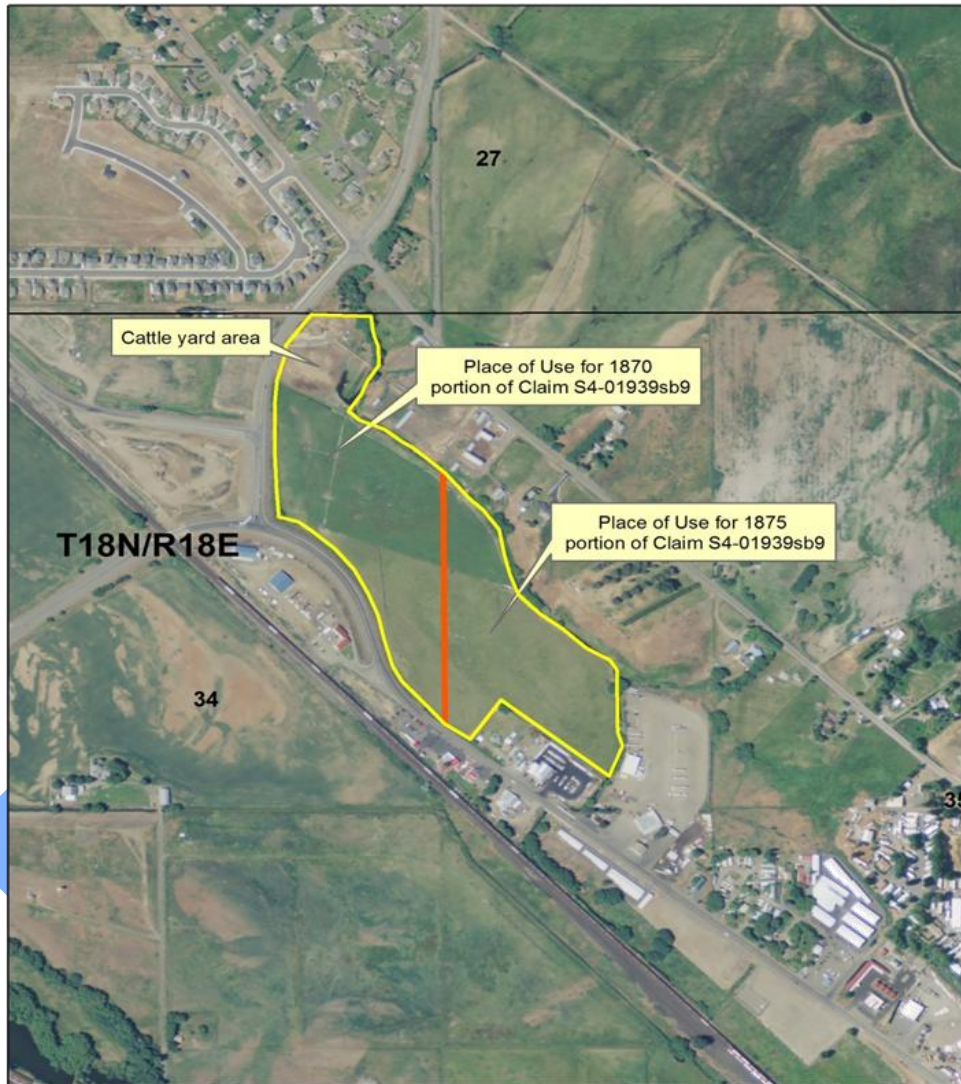 27
Cattle yard area
Place of Use for 1870
portion of Claim S4-01939sb9
Place of Use for 1875
portion of Claim S4-01939sb9
T18N/R18E
34
35